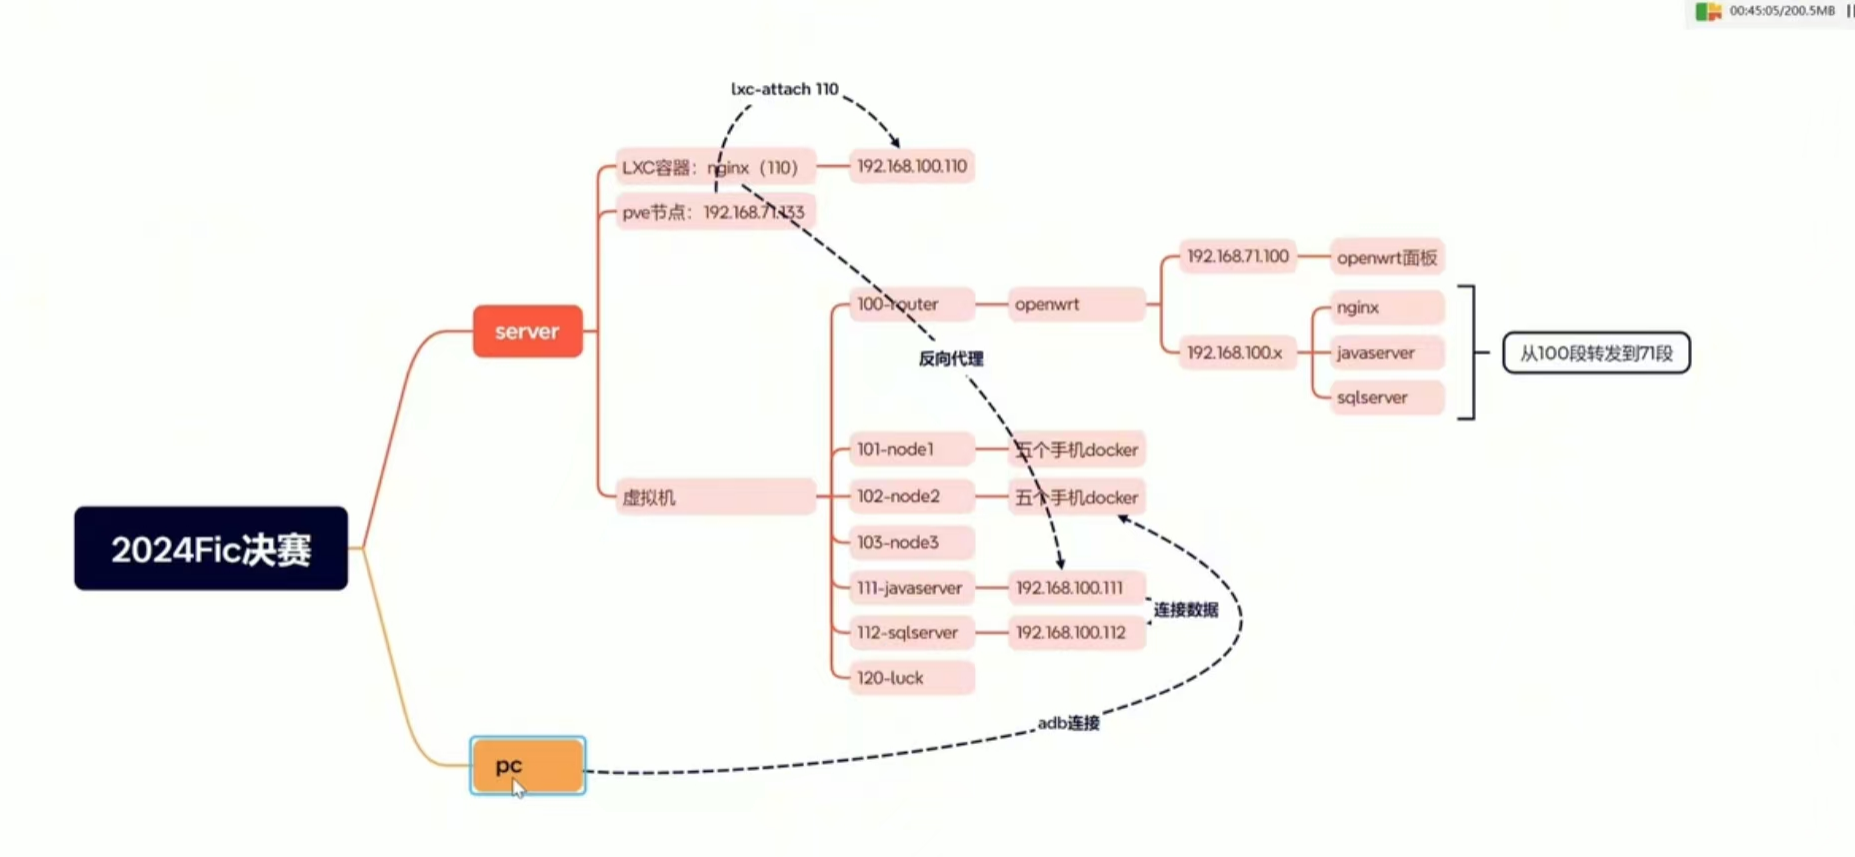 00:45:05/200.5MB
lxc-attach 110
LXC容器：nginx（110）
192.168.100.110
pve节点：192.168.71.133
192.168.71.100
openwrt面板
100-router
openwrt
nginx
server
反向代理
192.168.100.x
javaserver
从100段转发到71段
sqlserver
101-node1
五个手机docker
虚拟机
102-node2
五个手机docker
2024Fic决赛
103-node3
111-javaserver
192.168.100.111
连接数据
112-sqlserver
192.168.100.112
120-luck
adb连接
pc